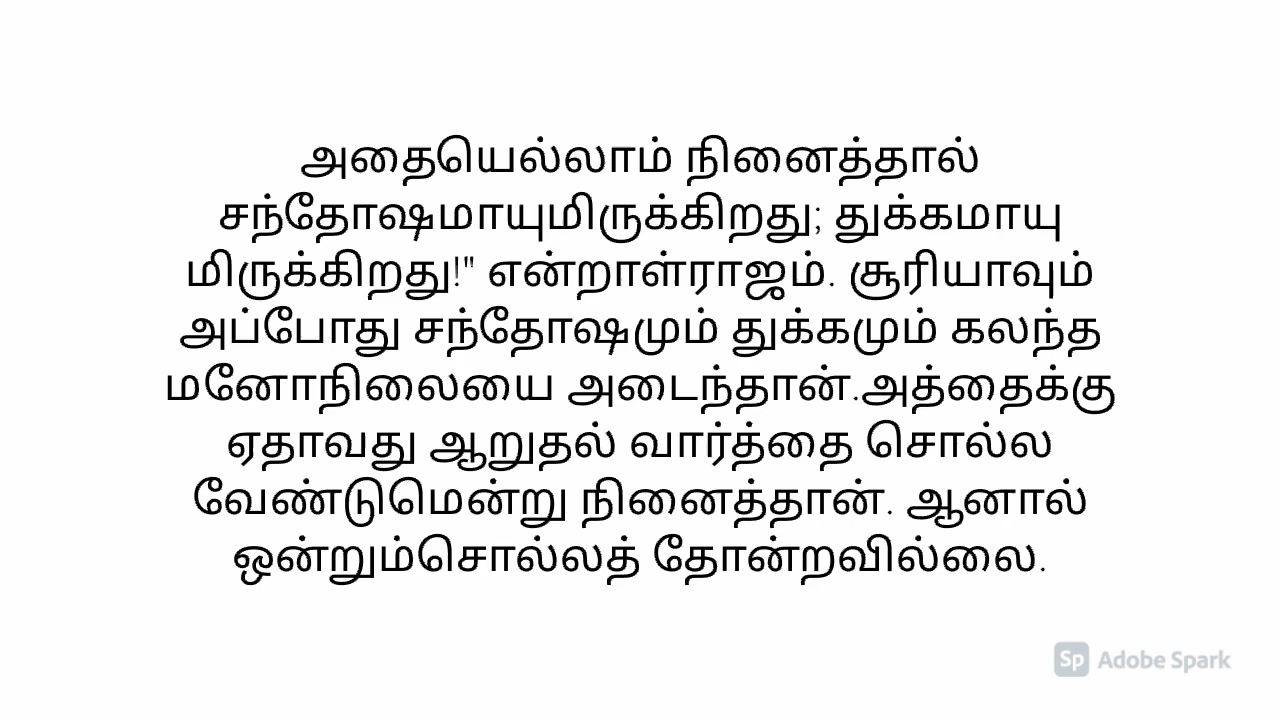 அதையெல்லாம் நினைத்தால்
சந்தோஷமாயுமிருக்கிறது; துக்கமாயு
மிருக்கிறது!" என்றாள்ராஜம். சூரியாவும்
அப்போது சந்தோஷமும் துக்கமும் கலந்த
மனோநிலையை அடைந்தான்.அத்தைக்கு
ஏதாவது ஆறுதல் வார்த்தை சொல்ல
வேண்டுமென்று நினைத்தான். ஆனால்
ஒன்றும்சொல்லத் தோன்றவில்லை.
Sp Adobe Spark